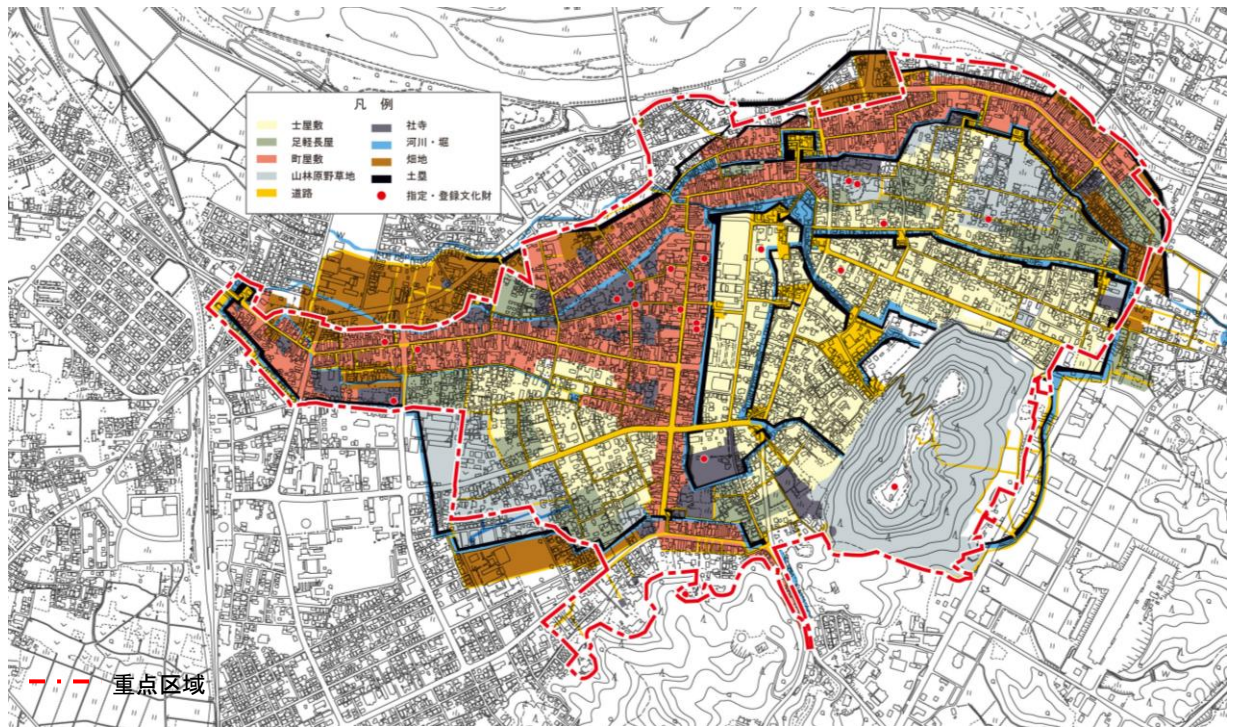 凡 例
士屋敷
足軽長屋
町屋敷
山林原野草地
道路
社寺
河川・堀
畑地
土塁
指定・登録文化財
重点区域